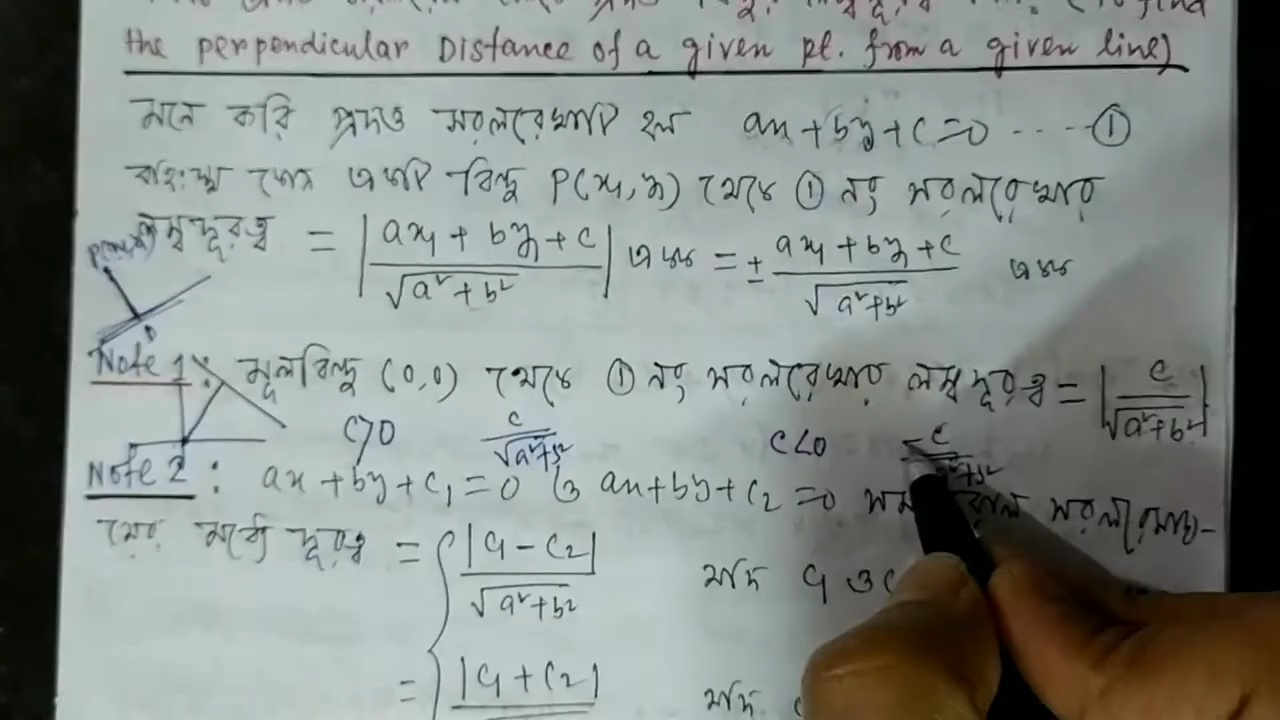 the perpendicular Distance of a given pt. from a given line)
মনে করি প্রদত্ত সরলরেখাটি হল ax + by + c = 0 ..... ①
বহিঃস্থ কোন একটি বিন্দু P(x₁, y₁) থেকে ① নং সরলরেখার
লম্বদূরত্ব = |(ax₁ + by₁ + c)/√(a² + b²)| একক = ± (ax₁ + by₁ + c)/√(a² + b²) একক
Note 1: মূলবিন্দু (0,0) থেকে ① নং সরলরেখার লম্বদূরত্ব = |c/√(a² + b²)|
c>0 c/√(a² + b²) c<0 -c
Note 2: ax + by + c₁ = 0 ও ax + by + c₂ = 0 সরলরেখা-
দ্বয়ের মধ্যে দূরত্ব = { |c₁ - c₂|/√(a² + b²) যদি c₁ ও
= |c₁ + c₂| যদি